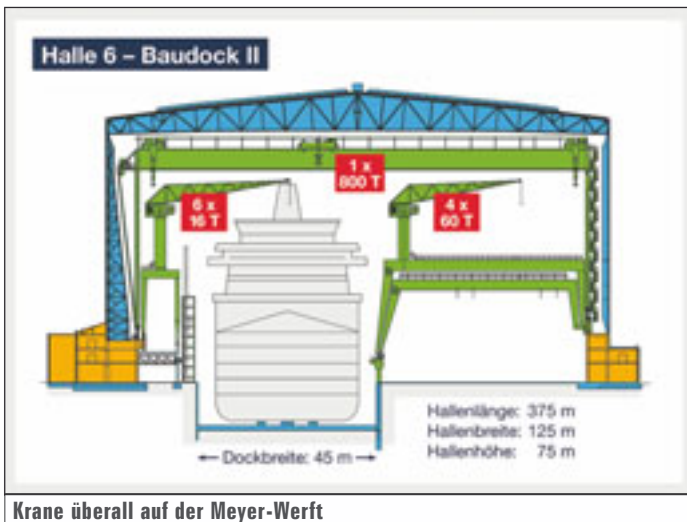 Halle 6 – Baudock II
1 x
800 T
6 x
16 T
4 x
60 T
Hallenlänge: 375 m
Hallenbreite: 125 m
Hallenhöhe: 75 m
Dockbreite: 45 m
Krane überall auf der Meyer-Werft